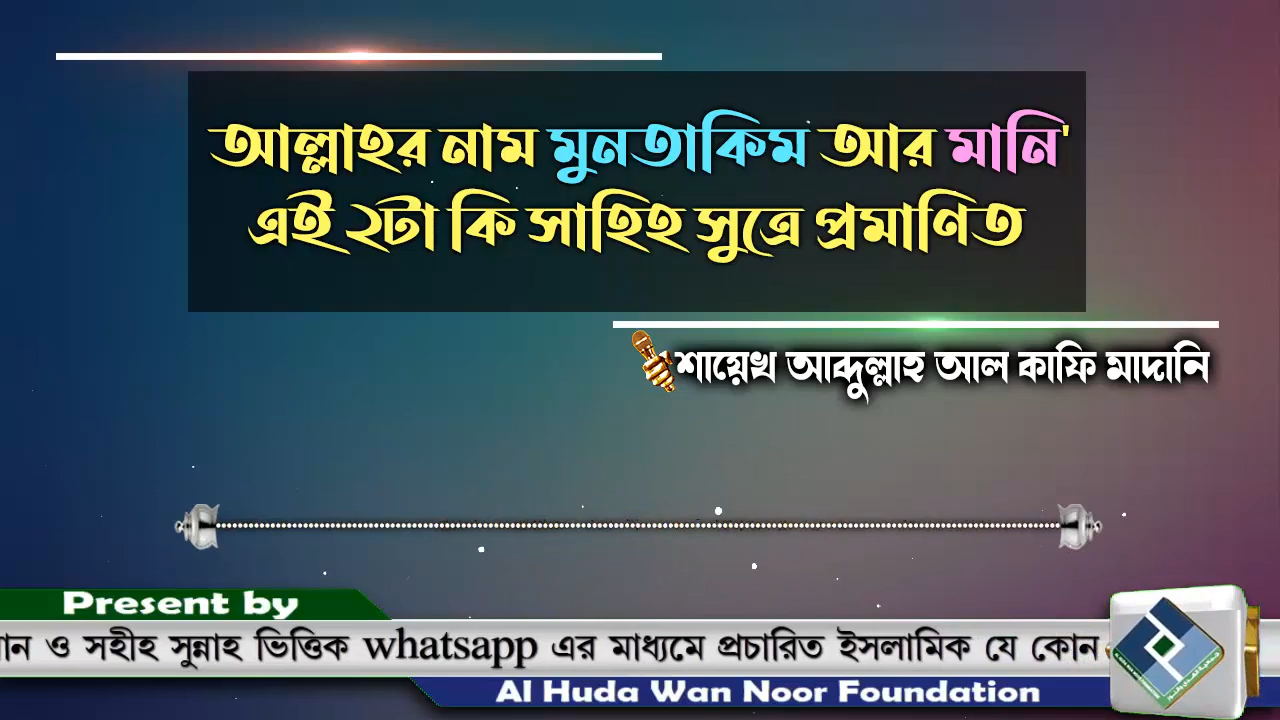 আল্লাহর নাম মুনতাকিম আর মানি'
এই ২টা কি সাহিহ সুত্রে প্রমাণিত
শায়েখ আব্দুল্লাহ আল কাফি মাদানি
Present by
ও সহীহ সুন্নাহ ভিত্তিক whatsapp এর মাধ্যমে প্রচারিত ইসলামিক যে কোন
Al Huda Wan Noor Foundation